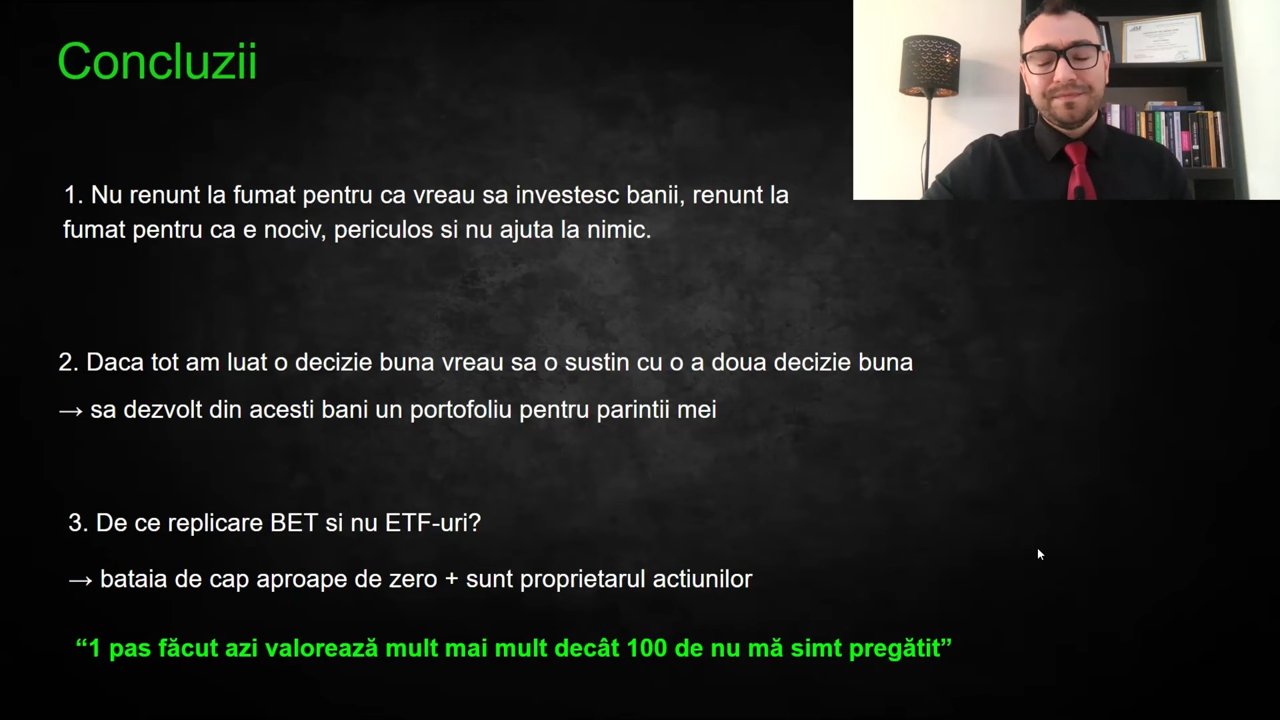 Concluzii
1. Nu renunt la fumat pentru ca vreau sa investesc banii, renunt la
fumat pentru ca e nociv, periculos si nu ajuta la nimic.
2. Daca tot am luat o decizie buna vreau sa o sustin cu o a doua decizie buna
→ sa dezvolt din acesti bani un portofoliu pentru parintii mei
3. De ce replicare BET si nu ETF-uri?
→ bataia de cap aproape de zero + sunt proprietarul actiunilor
“1 pas făcut azi valorează mult mai mult decât 100 de nu mă simt pregătit”